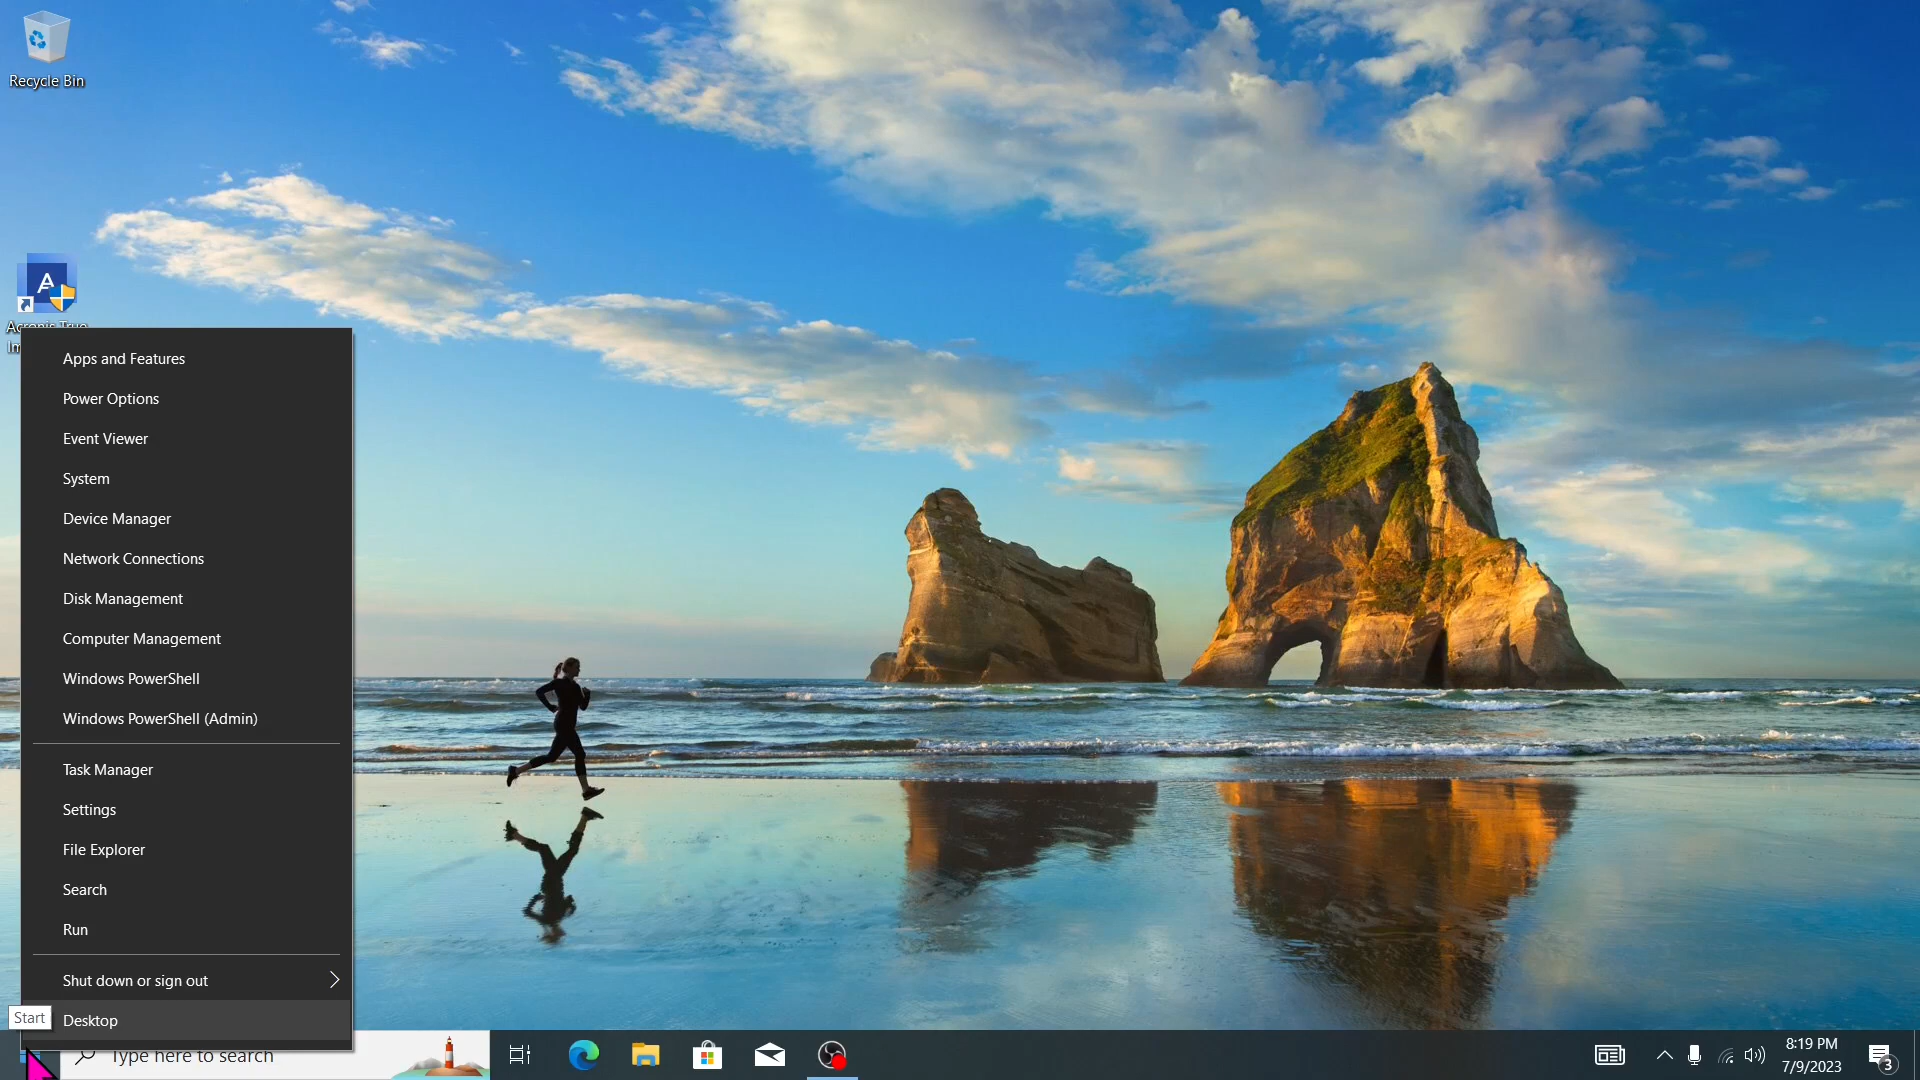 Recycle Bin
Acronis True
Apps and Features
Power Options
Event Viewer
System
Device Manager
Network Connections
Disk Management
Computer Management
Windows PowerShell
Windows PowerShell (Admin)
Task Manager
Settings
File Explorer
Search
Run
Shut down or sign out
Desktop
Start
Type here to search
8:19 PM
7/9/2023
3